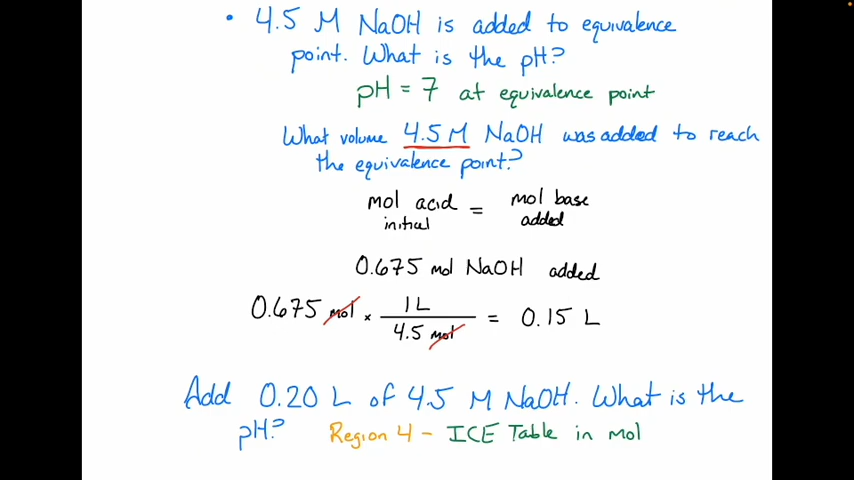 • 4.5 M NaOH is added to equivalence
point. What is the pH?
pH = 7 at equivalence point
What volume 4.5 M NaOH was added to reach
the equivalence point?
mol acid initial = mol base added
0.675 mol NaOH added
0.675 mol × 1 L / 4.5 mol = 0.15 L
Add 0.20 L of 4.5 M NaOH. What is the
pH? Region 4 - ICE Table in mol